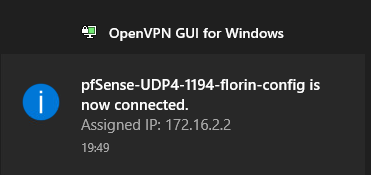 OpenVPN GUI for Windows
pfSense-UDP4-1194-florin-config is
now connected.
Assigned IP: 172.16.2.2
19:49